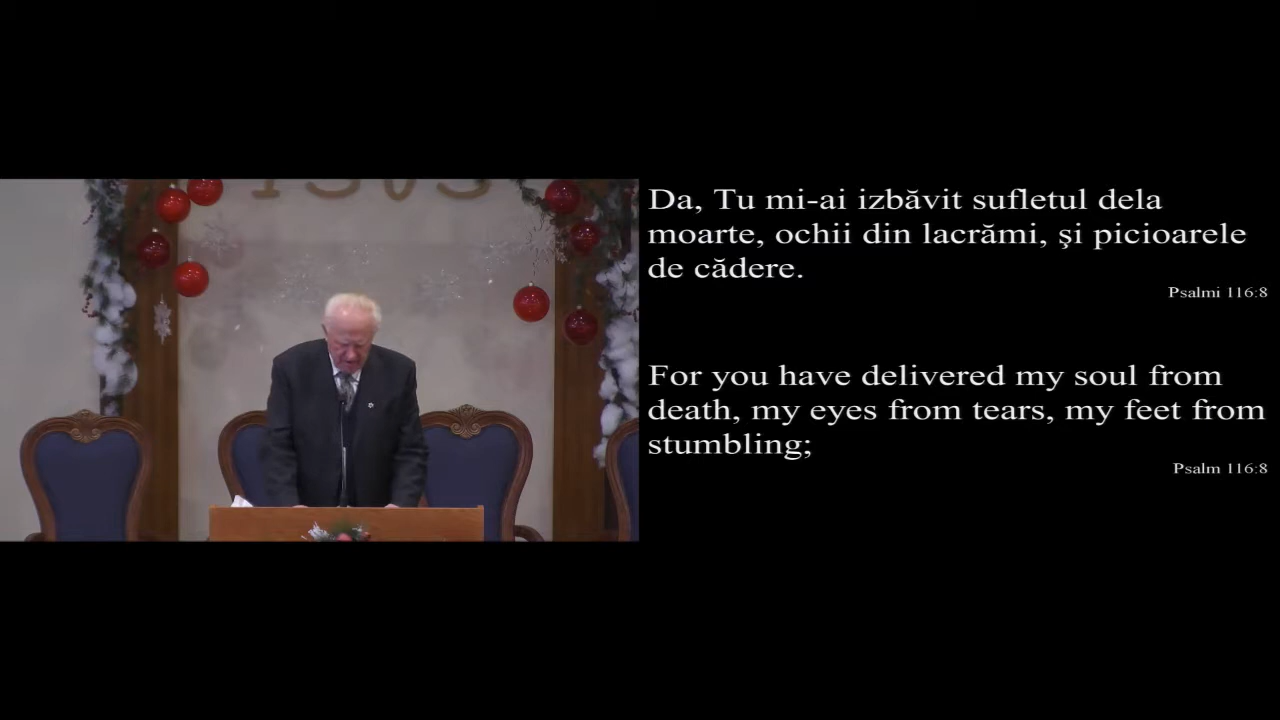 Da, Tu mi-ai izbăvit sufletul dela
moarte, ochii din lacrămi, şi picioarele
de cădere.
Psalmi 116:8
For you have delivered my soul from
death, my eyes from tears, my feet from
stumbling;
Psalm 116:8